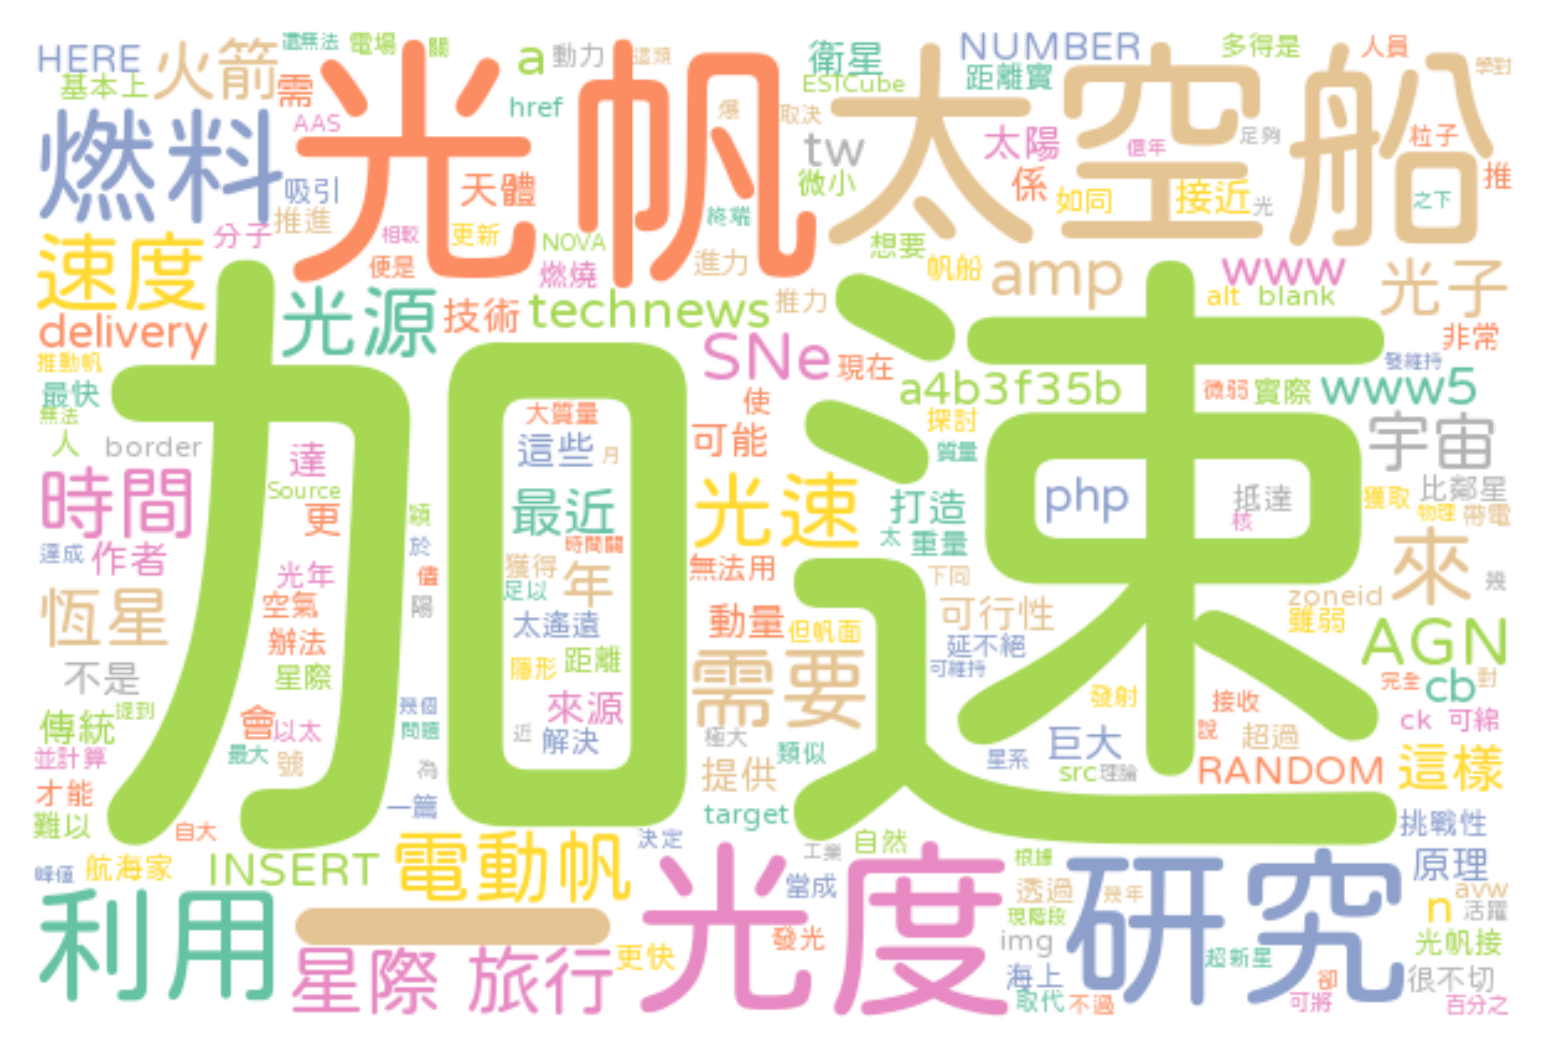 HERE 火箭 還無法 電場 關 a 動力 這類 衛星 NUMBER 多得是 人員 學對
基本上 需 href ESTCube 距離實
燃料 光帆 太空船
AAS 爆 取決 tw 太陽 億年 足夠 粒子
吸引 天體 微小 係 如同 接近 光 之下 推
分子 推進 相較 更新 終端
速度 便是 NOVA 燃燒 進力 想要 帆船 amp www 光子
delivery 光源 技術 technews 推力 alt blank 非常
推動帆 SNe 現在 發維持
最快 a4b3f35b 微弱 實際 www5
加速
無法 大質量 使 探討
人 border 達 這些 月 可能 質量 宇宙
時間 Source 更 穎 最近 光速 打造 php 抵達 核 獲取 比鄰星
物理 帶電
達成 作者 於 時間關 太 重量 來
光年 儘 獲得 年 無法用 下同 幾
恆星 空氣 陽 足以 動量 但帆面 可行性 zoneid 雖弱
辦法 太遙遠 延不絕 AGN
不是 星際 隱形 距離 需要 可維持 完全 cb 對
傳統 提到 會 以太 幾個 來源 發射 接收 ck 可綿
並計算 最大 號 問題 近 解決 極大 類似 星系 巨大 說 超過
才能 為 提供 src 理論 RANDOM 這樣
難以 自大 一篇 target 挑戰性
峰值 航海家 INSERT 電動帆 決定 工業 自然 根據 原理
利用 一 光度 當成 透過 幾年 研究 avw
發光 現階段 n 活躍
星際 旅行 更快 img 超新星 光帆接
海上 卻 很不切
取代 不過 可將 百分之